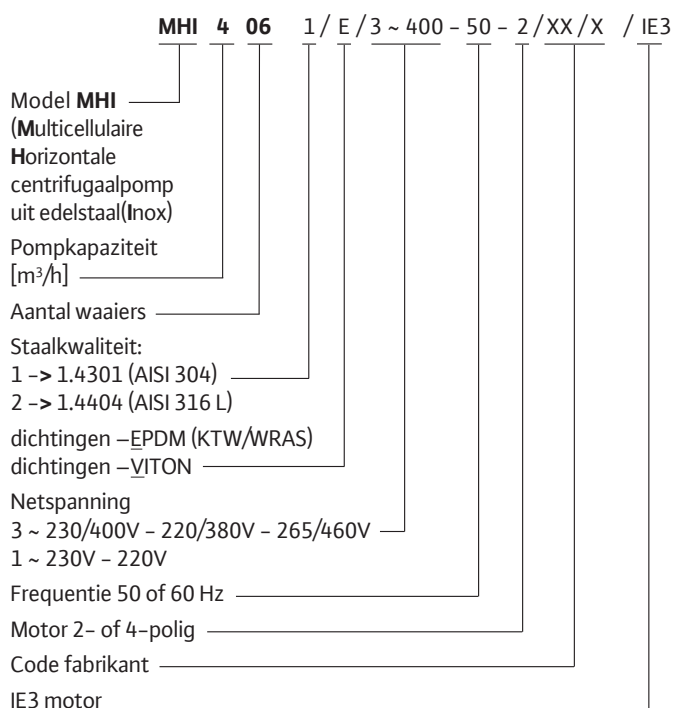 MHI 4 06 1 / E / 3 ~ 400 – 50 – 2 / XX / X / IE3
Model MHI
(Multicellulaire
Horizontale
centrifugaalpomp
uit edelstaal(Inox)
Pompkapaziteit
[m³/h]
Aantal waaiers
Staalkwaliteit:
1 –> 1.4301 (AISI 304)
2 –> 1.4404 (AISI 316 L)
dichtingen –EPDM (KTW/WRAS)
dichtingen –VITON
Netspanning
3 ~ 230/400V – 220/380V – 265/460V
1 ~ 230V – 220V
Frequentie 50 of 60 Hz
Motor 2– of 4–polig
Code fabrikant
IE3 motor